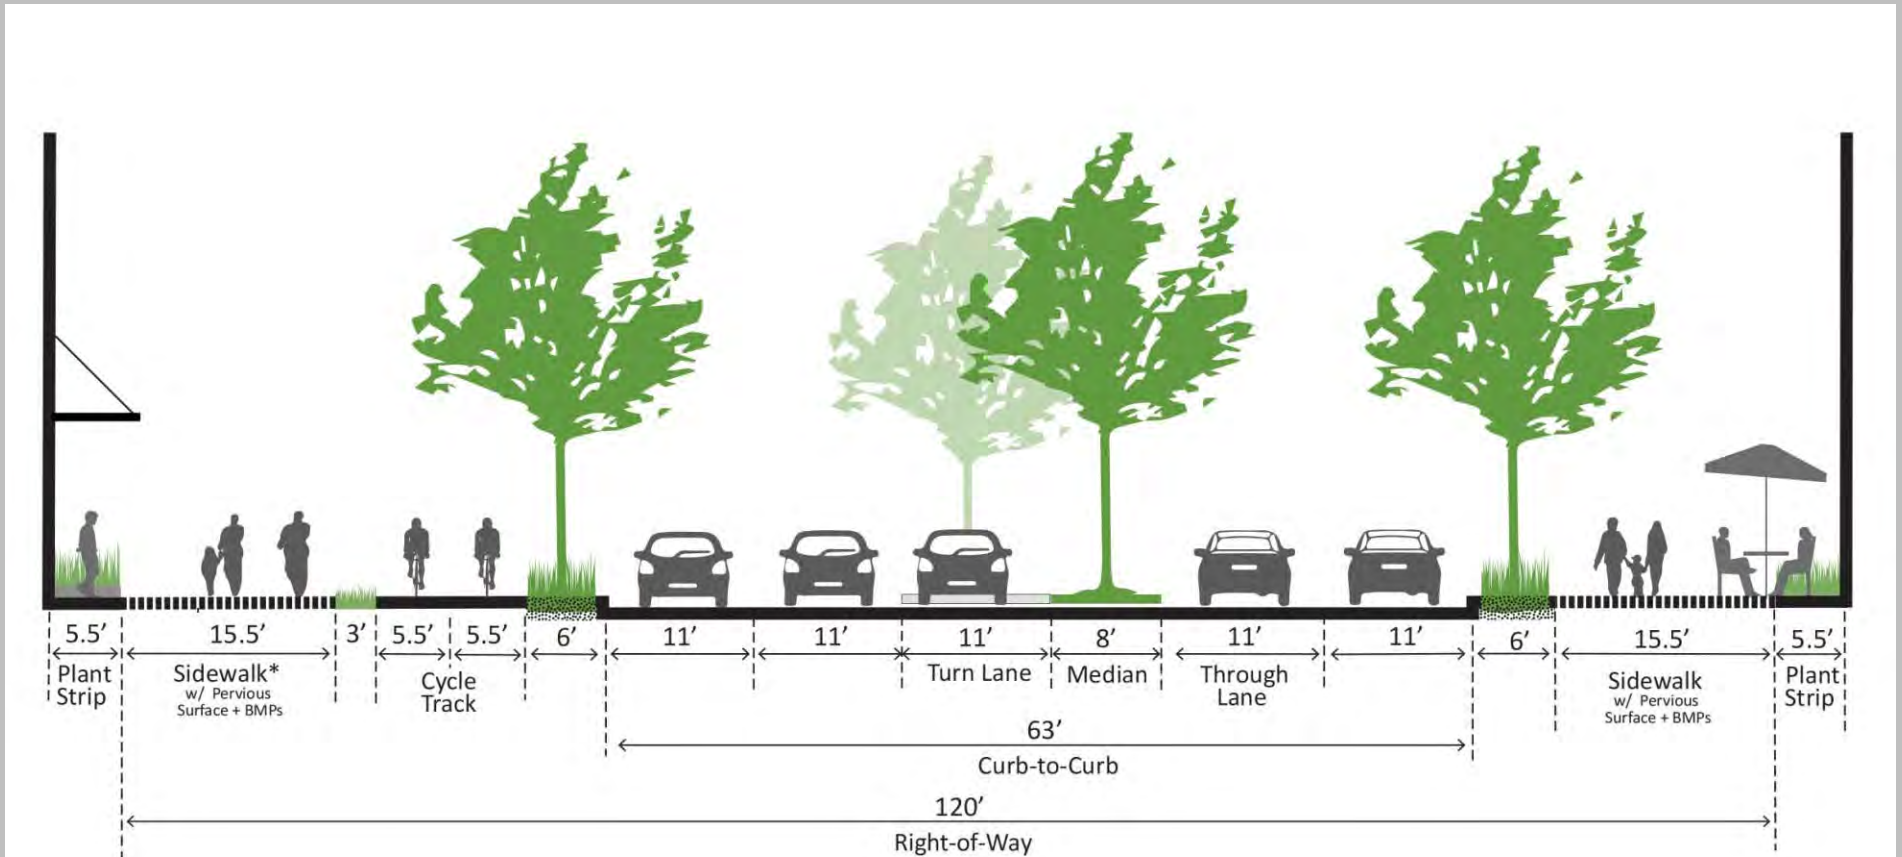 5.5’ 15.5’ 3’ 5.5’ 5.5’ 6’ 11’ 11’ 11’ 8’ 11’ 11’ 6’ 15.5’ 5.5’
Plant
Strip
Sidewalk*
w/ Pervious
Surface + BMPs
Cycle
Track
Turn Lane
Median
Through
Lane
Sidewalk
w/ Pervious
Surface + BMPs
Plant
Strip
63’
Curb-to-Curb
120’
Right-of-Way